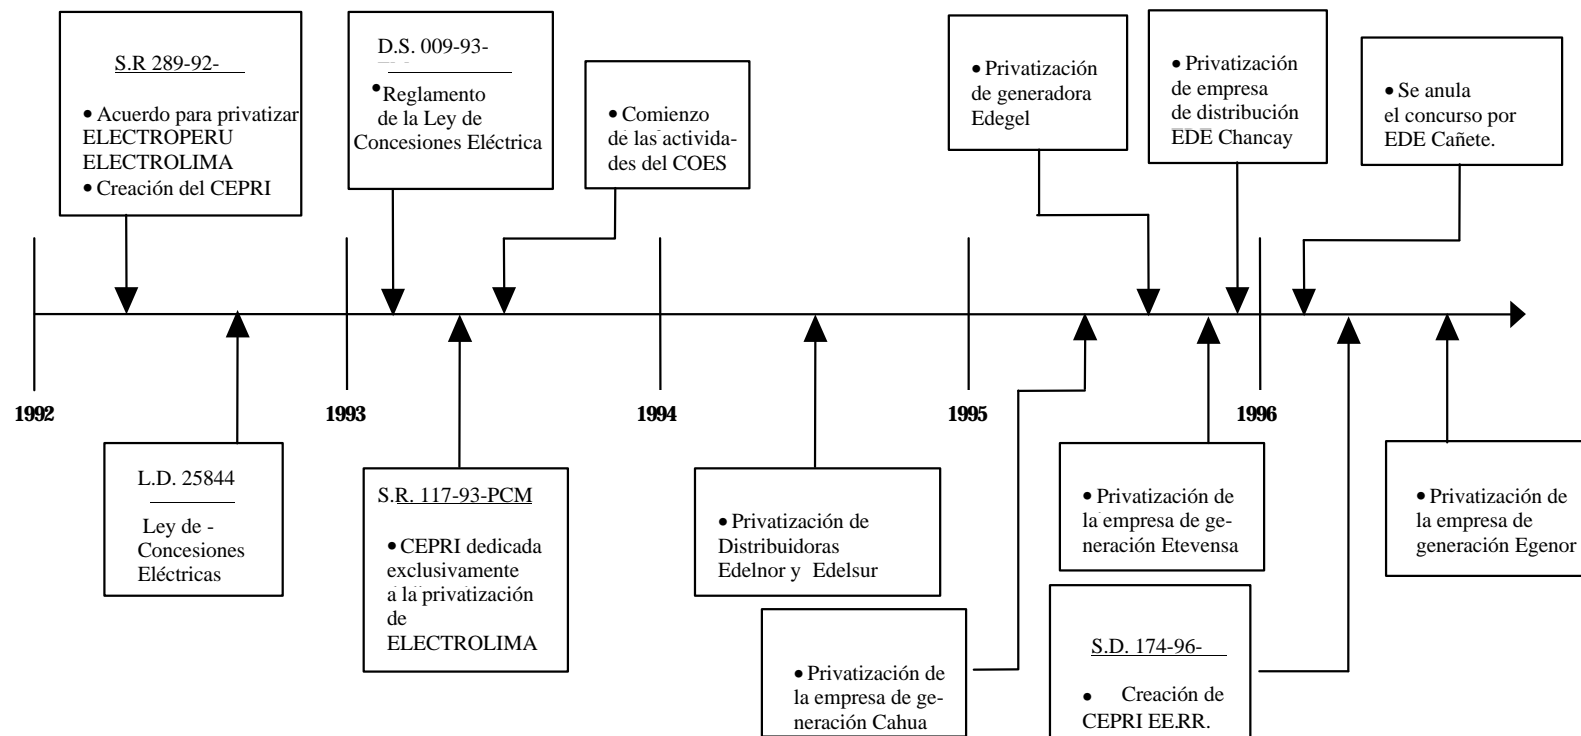 S.R 289-92-
• Acuerdo para privatizar
ELECTROPERU
ELECTROLIMA
• Creación del CEPRI
D.S. 009-93-
• Reglamento
de la Ley de
Concesiones Eléctrica
• Comienzo
de las activida-
des del COES
• Privatización
de generadora
Edegel
• Privatización
de empresa
de distribución
EDE Chancay
• Se anula
el concurso por
EDE Cañete.
1992
1993
1994
1995
1996
L.D. 25844
Ley de -
Concesiones
Eléctricas
S.R. 117-93-PCM
• CEPRI dedicada
exclusivamente
a la privatización
de
ELECTROLIMA
• Privatización de
Distribuidoras
Edelnor y Edelsur
• Privatización de
la empresa de ge-
neración Cahua
• Privatización de
la empresa de ge-
neración Etevensa
S.D. 174-96-
• Creación de
CEPRI EE.RR.
• Privatización de
la empresa de
generación Egenor